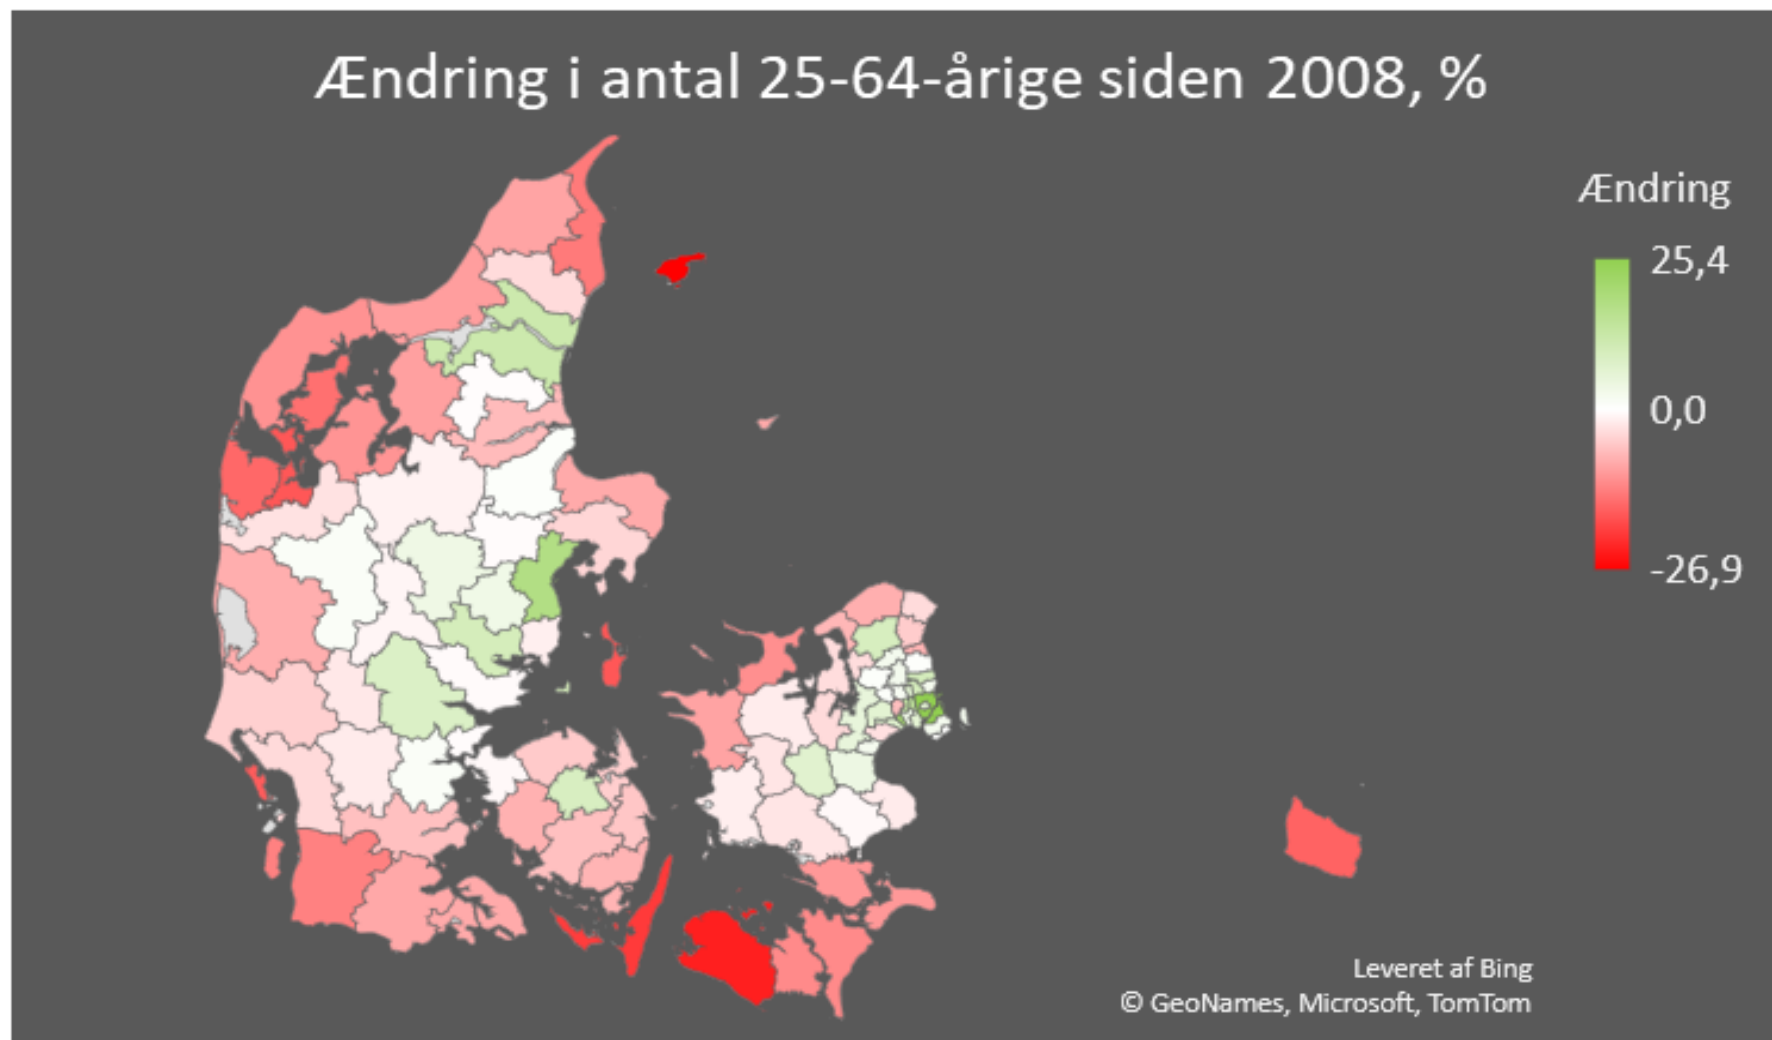 Ændring i antal 25-64-årige siden 2008, %
Ændring
25,4
0,0
-26,9
Leveret af Bing
© GeoNames, Microsoft, TomTom